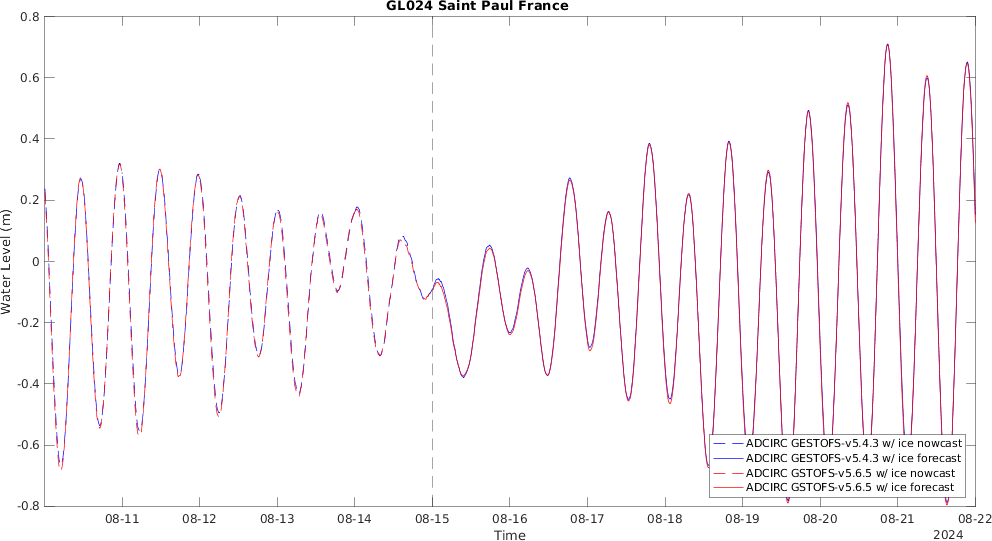 GL024 Saint Paul France
Water Level (m)
0.8
0.6
0.4
0.2
0
-0.2
-0.4
-0.6
-0.8
ADCIRC GESTOFS-v5.4.3 w/ ice nowcast
ADCIRC GESTOFS-v5.4.3 w/ ice forecast
ADCIRC GSTOFS-v5.6.5 w/ ice nowcast
ADCIRC GSTOFS-v5.6.5 w/ ice forecast
08-11 08-12 08-13 08-14 08-15 08-16 08-17 08-18 08-19 08-20 08-21 08-22
Time
2024